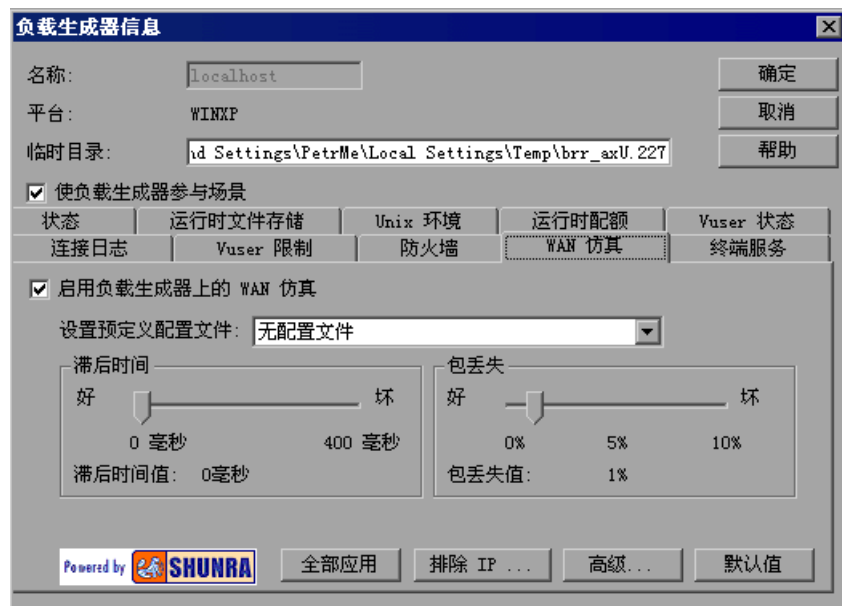 负载生成器信息
名称: localhost 确定
平台: WINXP 取消
临时目录: \d Settings\PetrMe\Local Settings\Temp\brr_axU.227 帮助
使负载生成器参与场景
状态 运行时文件存储 Unix 环境 运行时配额 Vuser 状态
连接日志 Vuser 限制 防火墙 WAN 仿真 终端服务
启用负载生成器上的 WAN 仿真
设置预定义配置文件: 无配置文件
滞后时间 包丢失
好 坏 好 坏
0 毫秒 400 毫秒 0% 5% 10%
滞后时间值: 0毫秒 包丢失值: 1%
Powered by SHUNRA 全部应用 排除 IP ... 高级... 默认值